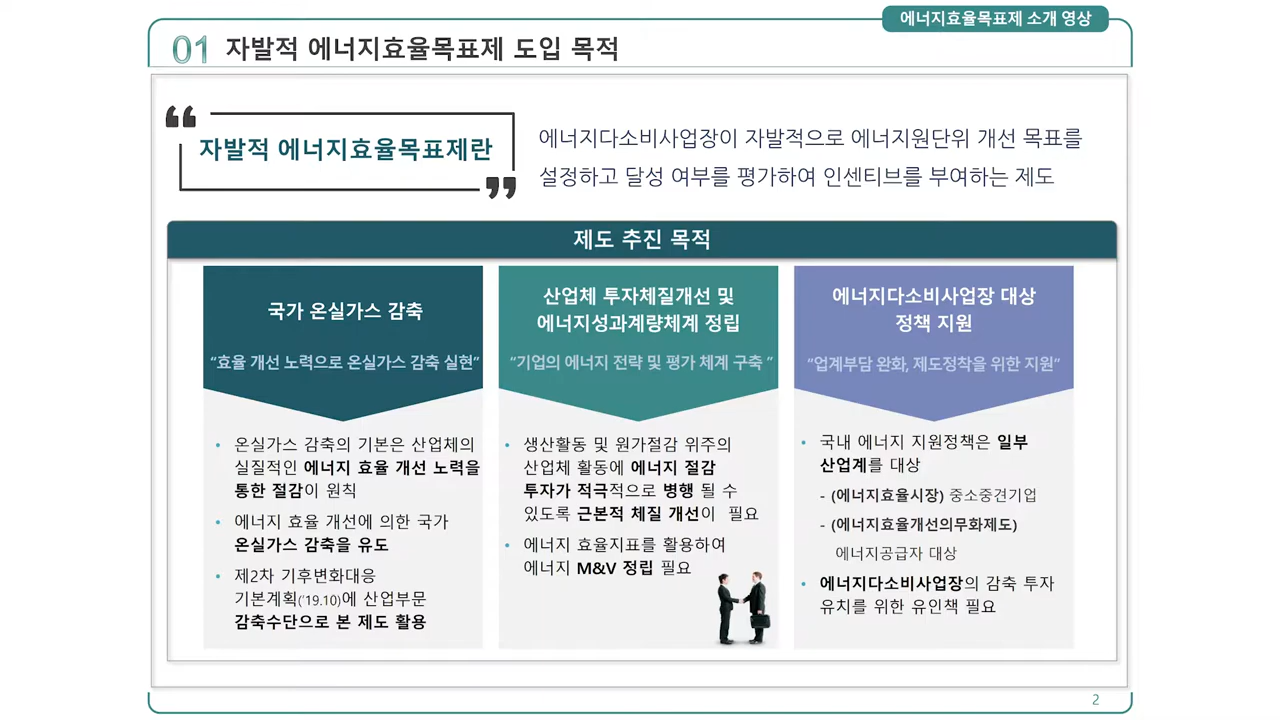 에너지효율목표제 소개 영상
01 자발적 에너지효율목표제 도입 목적
“
자발적 에너지효율목표제란
”
에너지다소비사업장이 자발적으로 에너지원단위 개선 목표를
설정하고 달성 여부를 평가하여 인센티브를 부여하는 제도
제도 추진 목적
국가 온실가스 감축
“효율 개선 노력으로 온실가스 감축 실현”
• 온실가스 감축의 기본은 산업체의
실질적인 에너지 효율 개선 노력을
통한 절감이 원칙
• 에너지 효율 개선에 의한 국가
온실가스 감축을 유도
• 제2차 기후변화대응
기본계획(’19.10)에 산업부문
감축수단으로 본 제도 활용
산업체 투자체질개선 및
에너지성과계량체계 정립
“기업의 에너지 전략 및 평가 체계 구축 ”
• 생산활동 및 원가절감 위주의
산업체 활동에 에너지 절감
투자가 적극적으로 병행 될 수
있도록 근본적 체질 개선이 필요
• 에너지 효율지표를 활용하여
에너지 M&V 정립 필요
에너지다소비사업장 대상
정책 지원
“업계부담 완화, 제도정착을 위한 지원”
• 국내 에너지 지원정책은 일부
산업계를 대상
- (에너지효율시장) 중소중견기업
- (에너지효율개선의무화제도)
에너지공급자 대상
• 에너지다소비사업장의 감축 투자
유치를 위한 유인책 필요
2